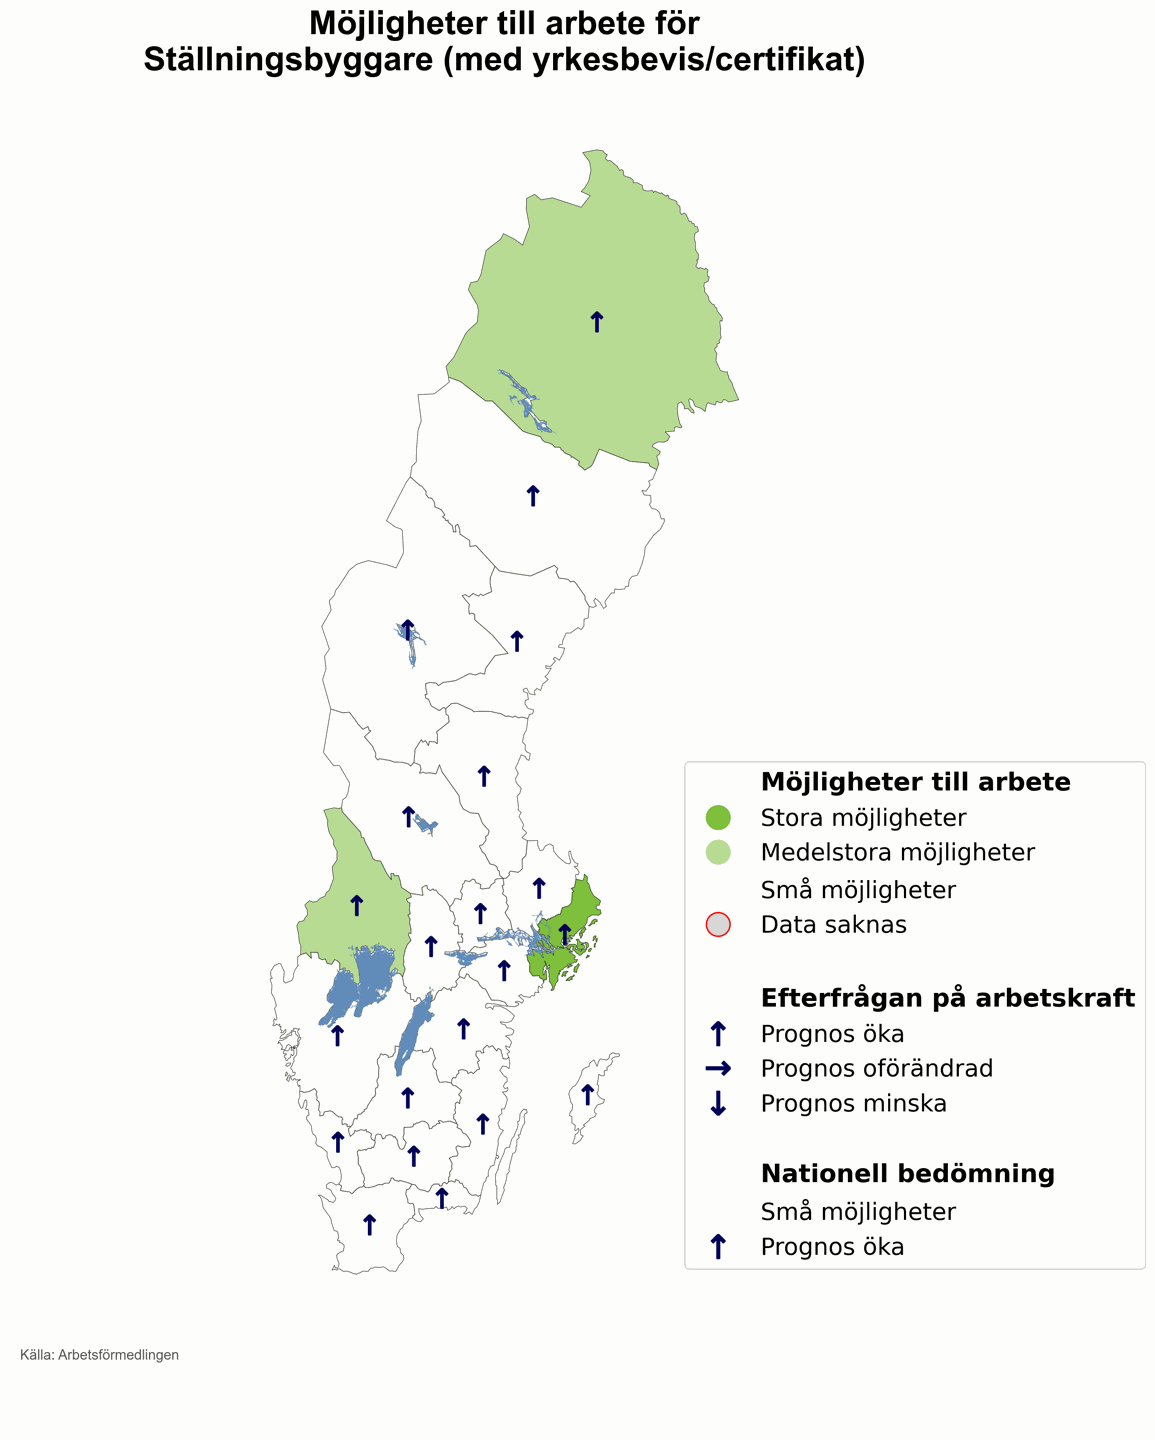 Möjligheter till arbete för
Ställningsbyggare (med yrkesbevis/certifikat)
Möjligheter till arbete
Stora möjligheter
Medelstora möjligheter
Små möjligheter
Data saknas
Efterfrågan på arbetskraft
Prognos öka
Prognos oförändrad
Prognos minska
Nationell bedömning
Små möjligheter
Prognos öka
Källa: Arbetsförmedlingen